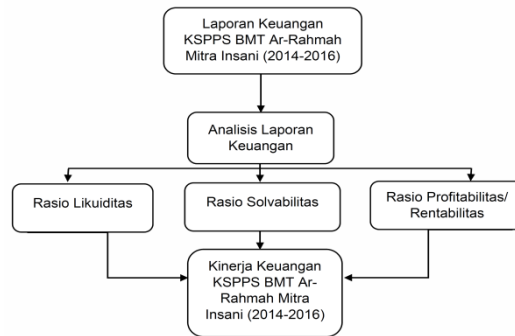 Laporan Keuangan
KSPPS BMT Ar-Rahmah
Mitra Insani (2014-2016)
Analisis Laporan
Keuangan
Rasio Likuiditas
Rasio Solvabilitas
Rasio Profitabilitas/
Rentabilitas
Kinerja Keuangan
KSPPS BMT Ar-
Rahmah Mitra
Insani (2014-2016)